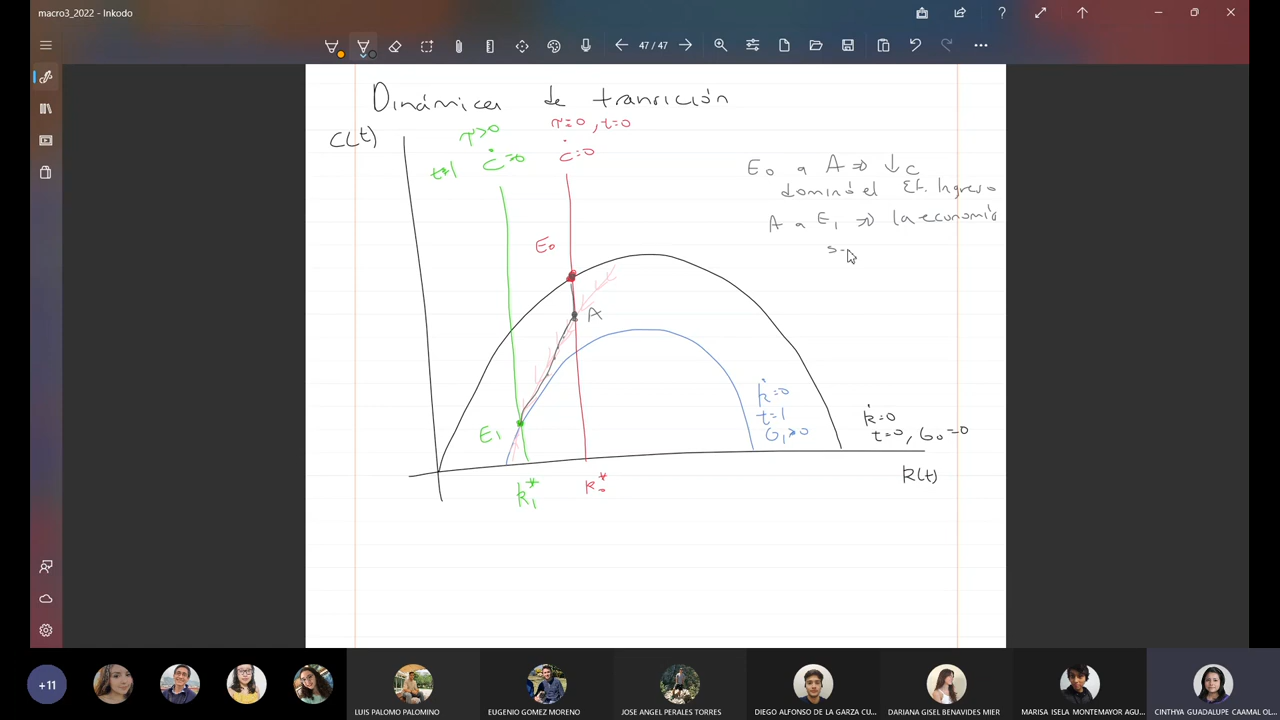 macro3_2022 - Inkodo
47 / 47
Dinámicas de transición
C(t)
τ>0
t=1 ċ=0
τ=0, t=0
ċ=0
E0 a A ⇒ ↓c
dominó el Ef. Ingreso
A a E1 ⇒ la economía
E0
A
E1
k̇=0
t=1
G1>0
k̇=0
t=0, G0=0
k(t)
k1*
k0*
+11
LUIS PALOMO PALOMINO
EUGENIO GOMEZ MORENO
JOSE ANGEL PERALES TORRES
DIEGO ALFONSO DE LA GARZA CU...
DARIANA GISEL BENAVIDES MIER
MARISA ISELA MONTEMAYOR AGU...
CINTHYA GUADALUPE CAAMAL OL...